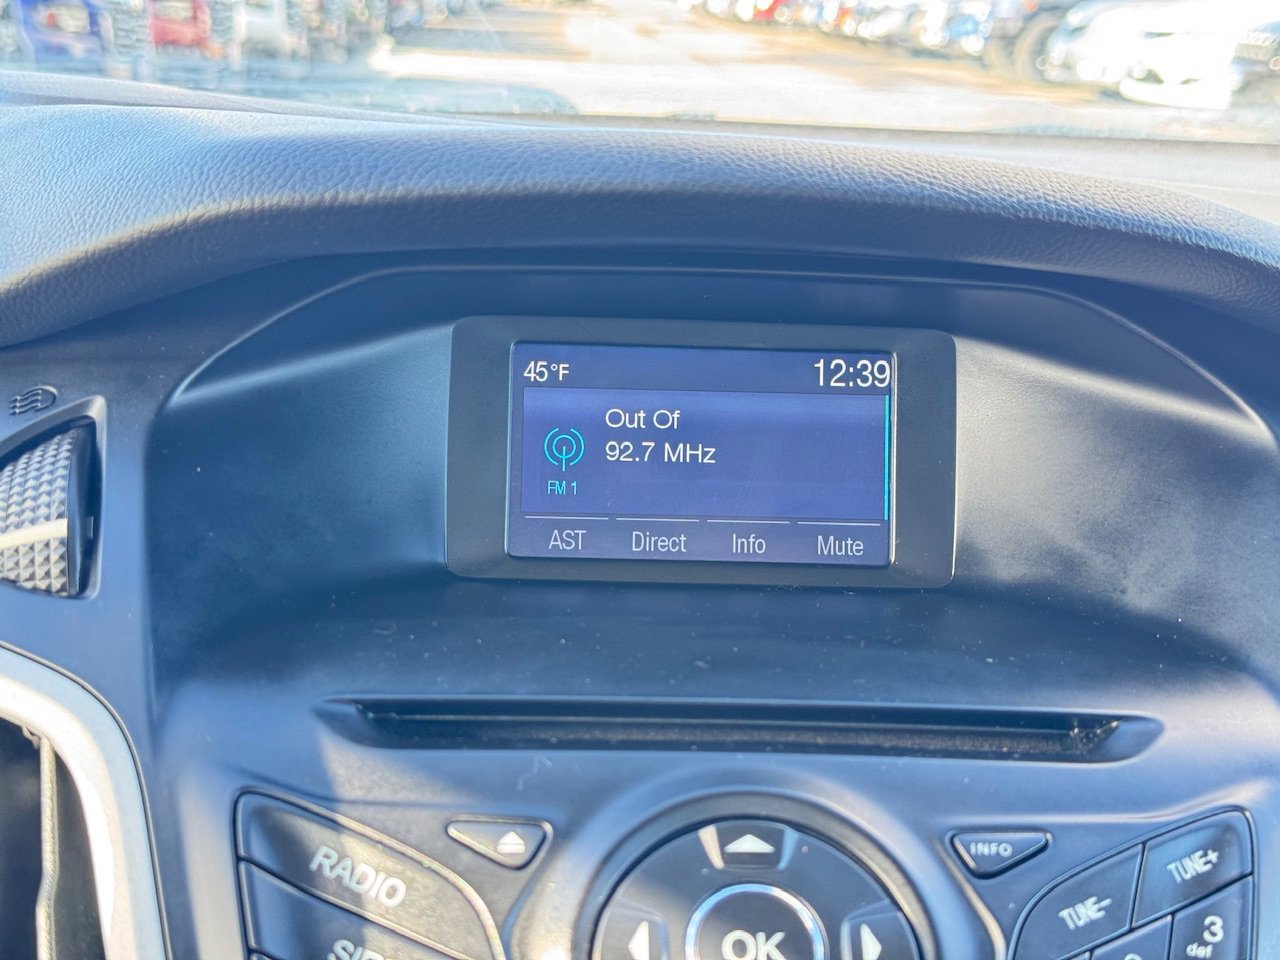 45°F 12:39
Out Of
92.7 MHz
FM 1
AST Direct Info Mute
RADIO
INFO
TUNE- TUNE+
OK
3
def